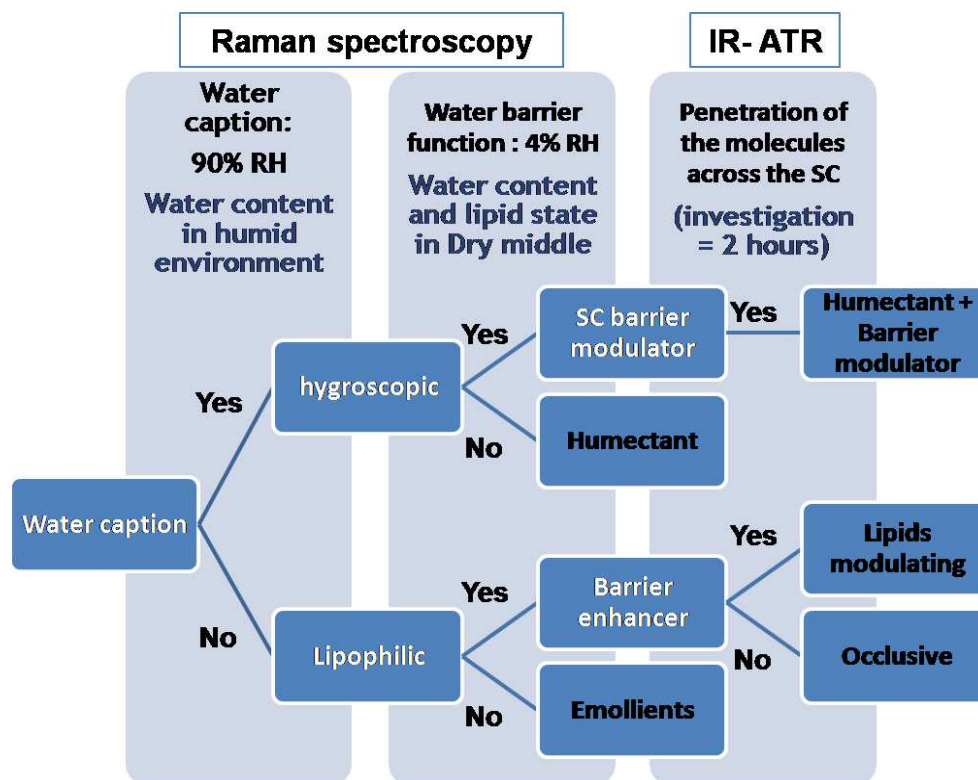 Raman spectroscopy
IR- ATR
Water
caption:
90% RH
Water content
in humid
environment
Water barrier
function : 4% RH
Water content
and lipid state
in Dry middle
Penetration of
the molecules
across the SC
(investigation
= 2 hours)
Water caption
Yes
No
hygroscopic
Lipophilic
Yes
No
Yes
No
SC barrier
modulator
Humectant
Barrier
enhancer
Emollients
Yes
Yes
No
Humectant +
Barrier
modulator
Lipids
modulating
Occlusive